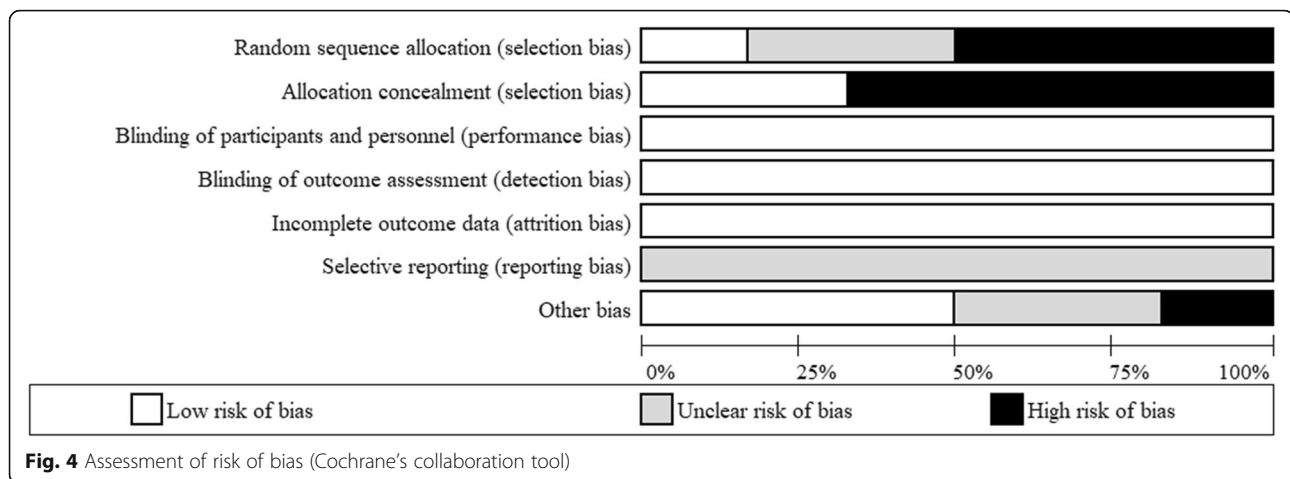 Random sequence allocation (selection bias)
Allocation concealment (selection bias)
Blinding of participants and personnel (performance bias)
Blinding of outcome assessment (detection bias)
Incomplete outcome data (attrition bias)
Selective reporting (reporting bias)
Other bias
0% 25% 50% 75% 100%
Low risk of bias Unclear risk of bias High risk of bias
Fig. 4 Assessment of risk of bias (Cochrane's collaboration tool)